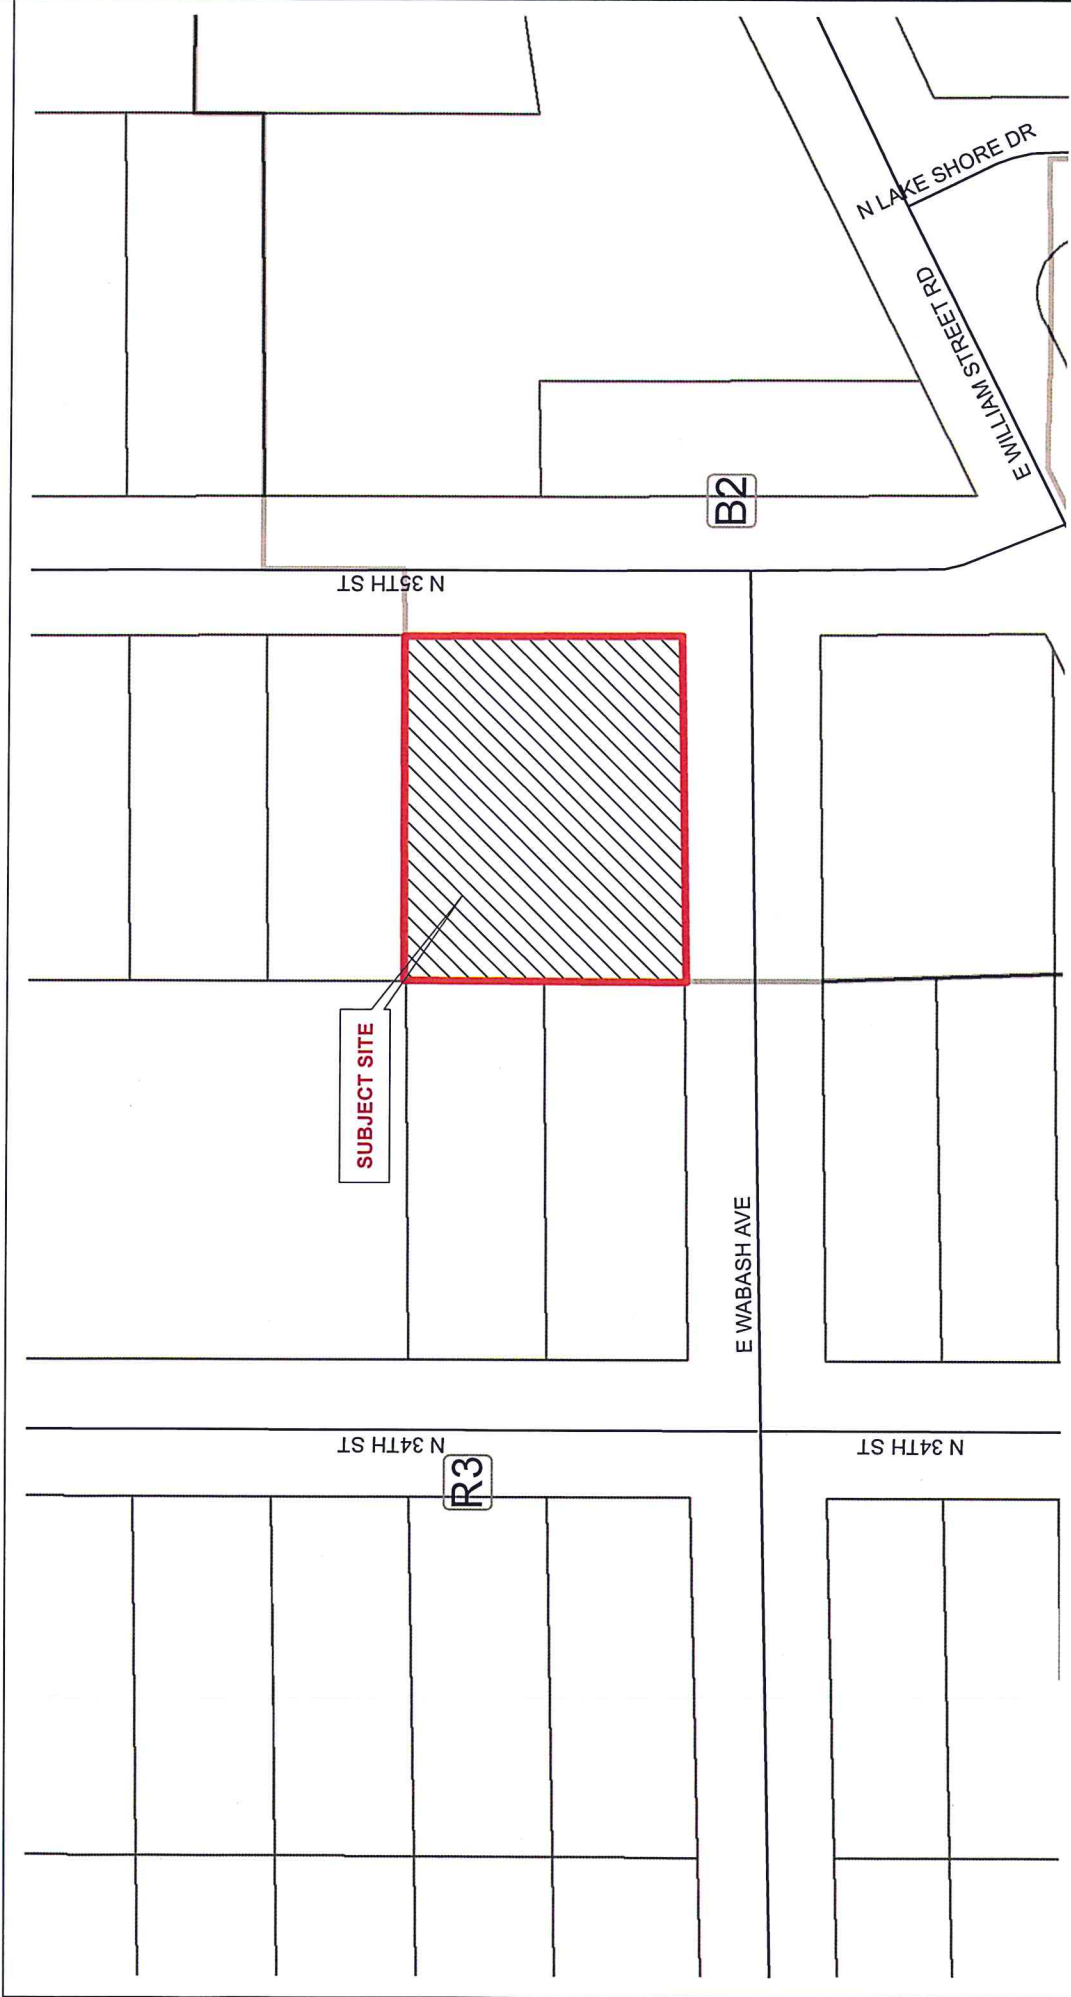 N LAKE SHORE DR
E WILLIAM STREET RD
B2
N 35TH ST
SUBJECT SITE
E WABASH AVE
N 34TH ST
R3
N 34TH ST